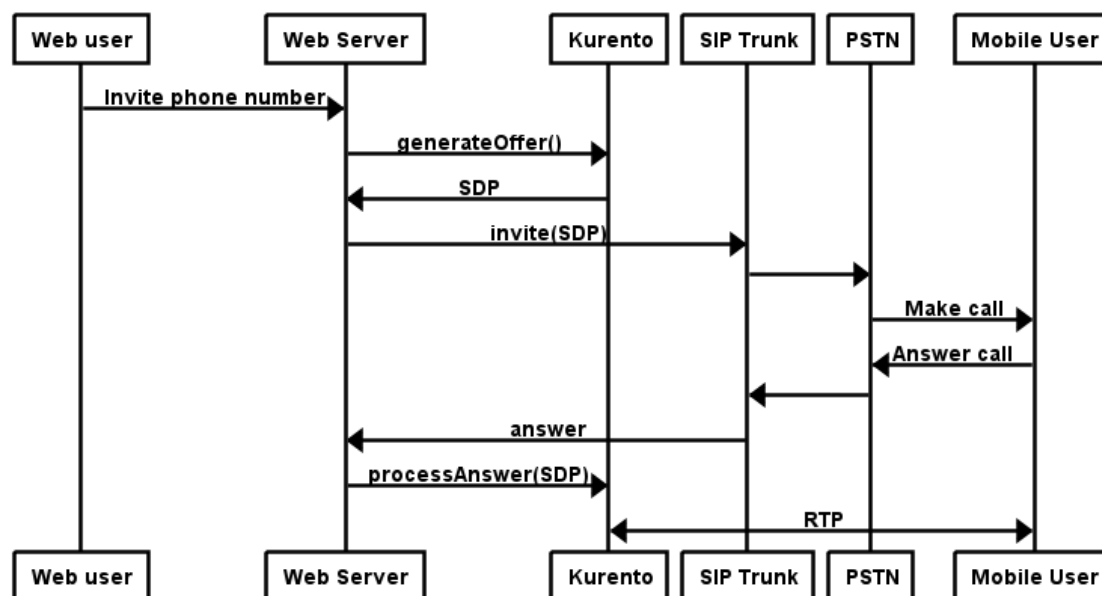 Web user
Web Server
Kurento
SIP Trunk
PSTN
Mobile User
Invite phone number
generateOffer()
SDP
invite(SDP)
Make call
Answer call
answer
processAnswer(SDP)
RTP
Web user
Web Server
Kurento
SIP Trunk
PSTN
Mobile User